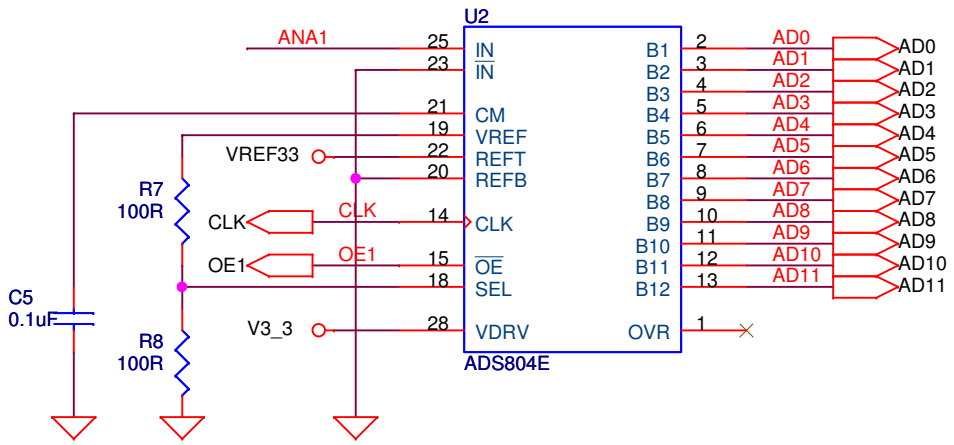 U2
ANA1 25 IN B1 2 AD0 AD0
23 IN B2 3 AD1 AD1
B3 4 AD2 AD2
21 CM B4 5 AD3 AD3
19 VREF B5 6 AD4 AD4
VREF33 22 REFT B6 7 AD5 AD5
20 REFB B7 8 AD6 AD6
R7
100R
B8 9 AD7 AD7
CLK CLK 14 CLK B9 10 AD8 AD8
B10 11 AD9 AD9
OE1 OE1 15 OE B11 12 AD10 AD10
18 SEL B12 13 AD11 AD11
C5
0.1uF
V3_3 28 VDRV OVR 1
R8
100R
ADS804E